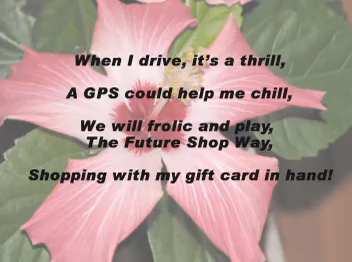 When I drive, it's a thrill,
A GPS could help me chill,
We will frolic and play,
The Future Shop Way,
Shopping with my gift card in hand!